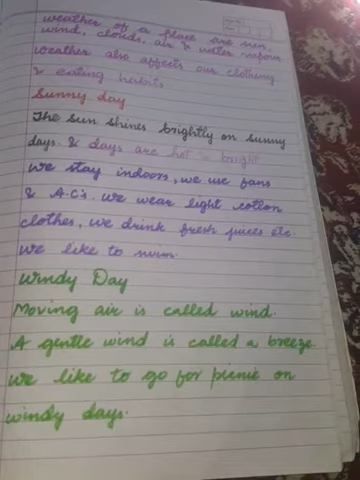 weather of a place are sun,
wind, clouds, air & water vapour
weather also affects our clothing
& eating habits
Sunny day
The sun shines brightly on sunny
days. & days are hot & bright
we stay indoors, we use fans
& A.C's. we wear light cotton
clothes, we drink fresh juices etc.
we like to swim.
Windy Day
Moving air is called wind.
A gentle wind is called a breeze.
we like to go for picnic on
windy days.